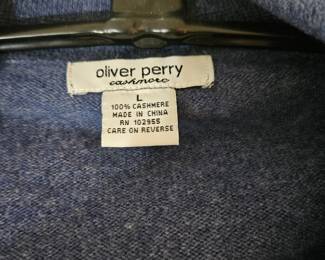 oliver perry
cashmere
L
100% CASHMERE
MADE IN CHINA
RN 102955
CARE ON REVERSE